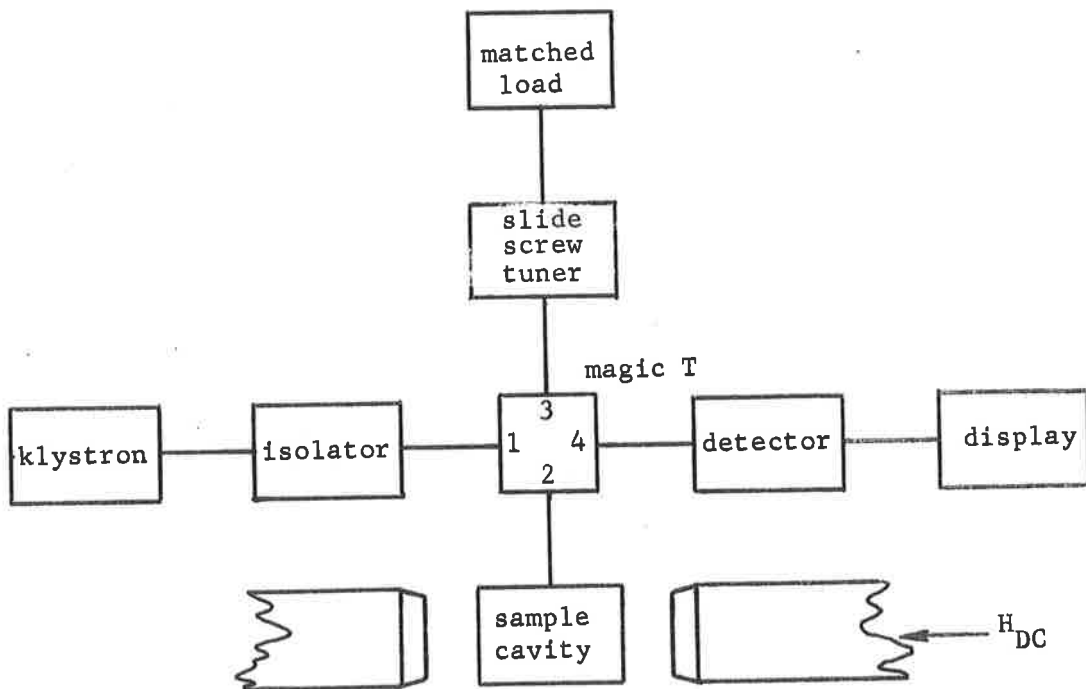 matched
load
slide
screw
tuner
magic T
klystron
isolator
3
1 4
2
detector
display
sample
cavity
H_DC